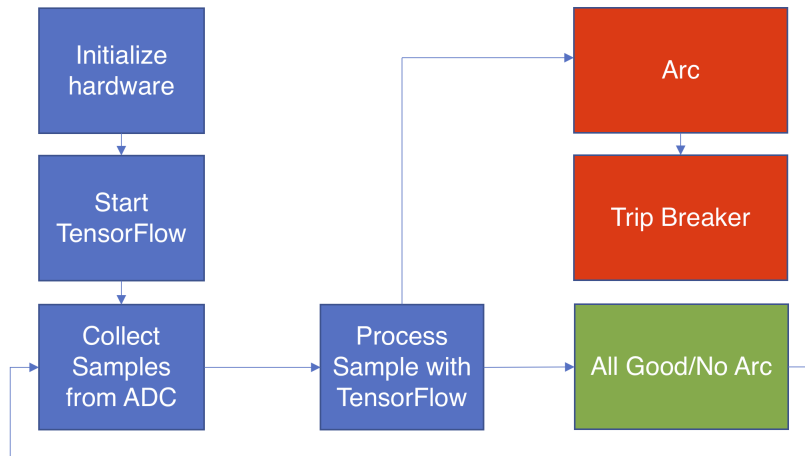 Initialize
hardware
Start
TensorFlow
Collect
Samples
from ADC
Process
Sample with
TensorFlow
Arc
Trip Breaker
All Good/No Arc